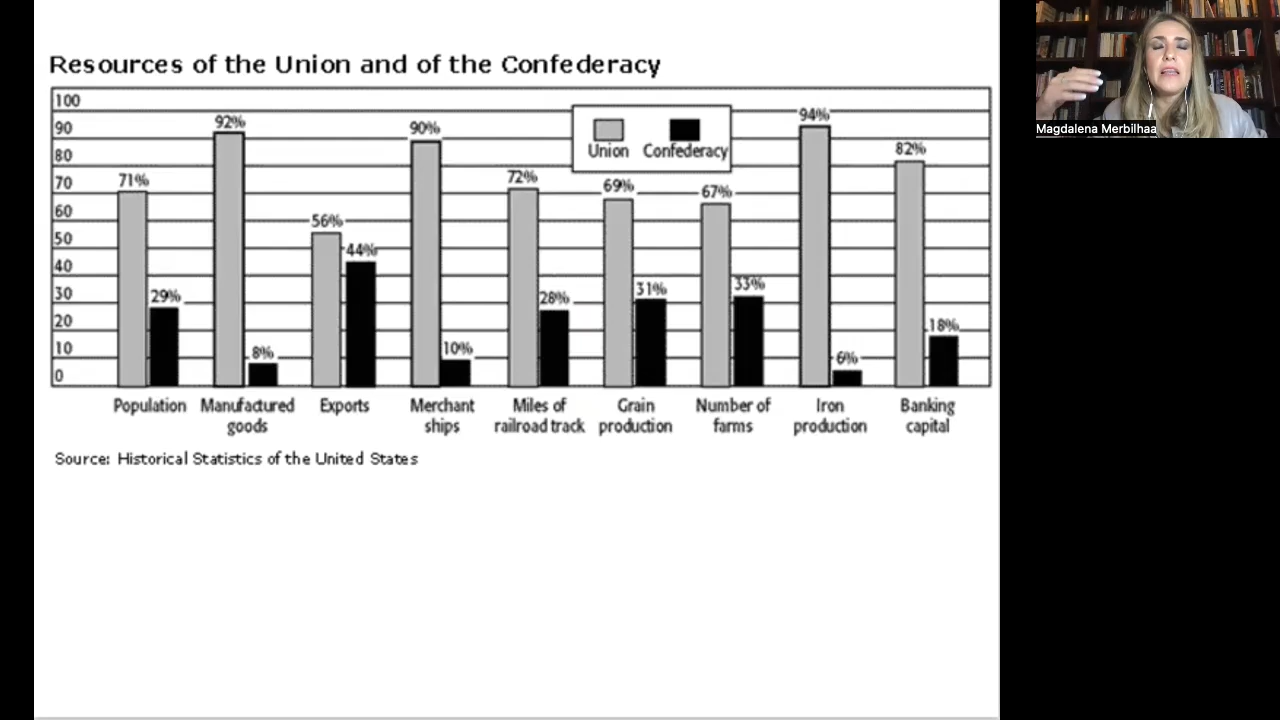 Resources of the Union and of the Confederacy
100
90
80
70
60
50
40
30
20
10
0
71%
29%
92%
8%
56%
44%
90%
10%
72%
28%
69%
31%
67%
33%
94%
6%
82%
18%
Union Confederacy
Population
Manufactured
goods
Exports
Merchant
ships
Miles of
railroad track
Grain
production
Number of
farms
Iron
production
Banking
capital
Source: Historical Statistics of the United States
Magdalena Merbilhaa